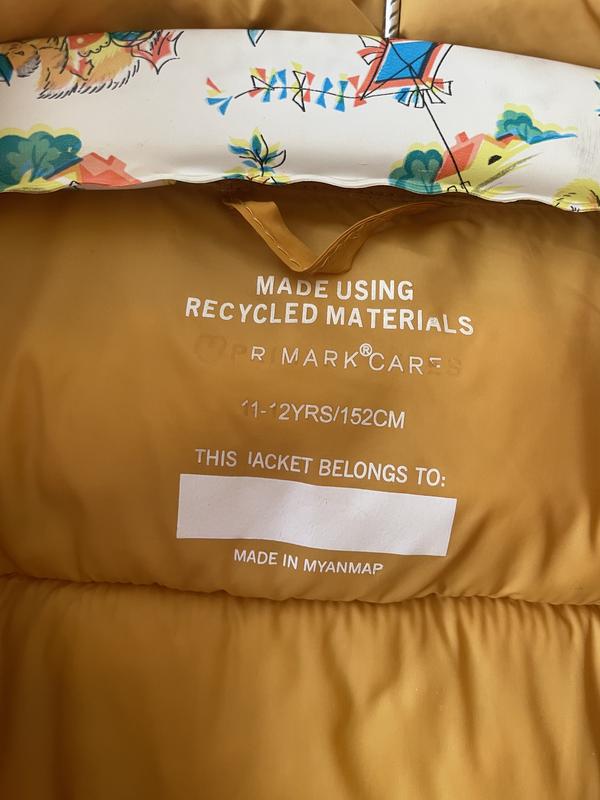 MADE USING
RECYCLED MATERIALS
PRIMARK® CARES
11-12YRS/152CM
THIS JACKET BELONGS TO:
MADE IN MYANMAR